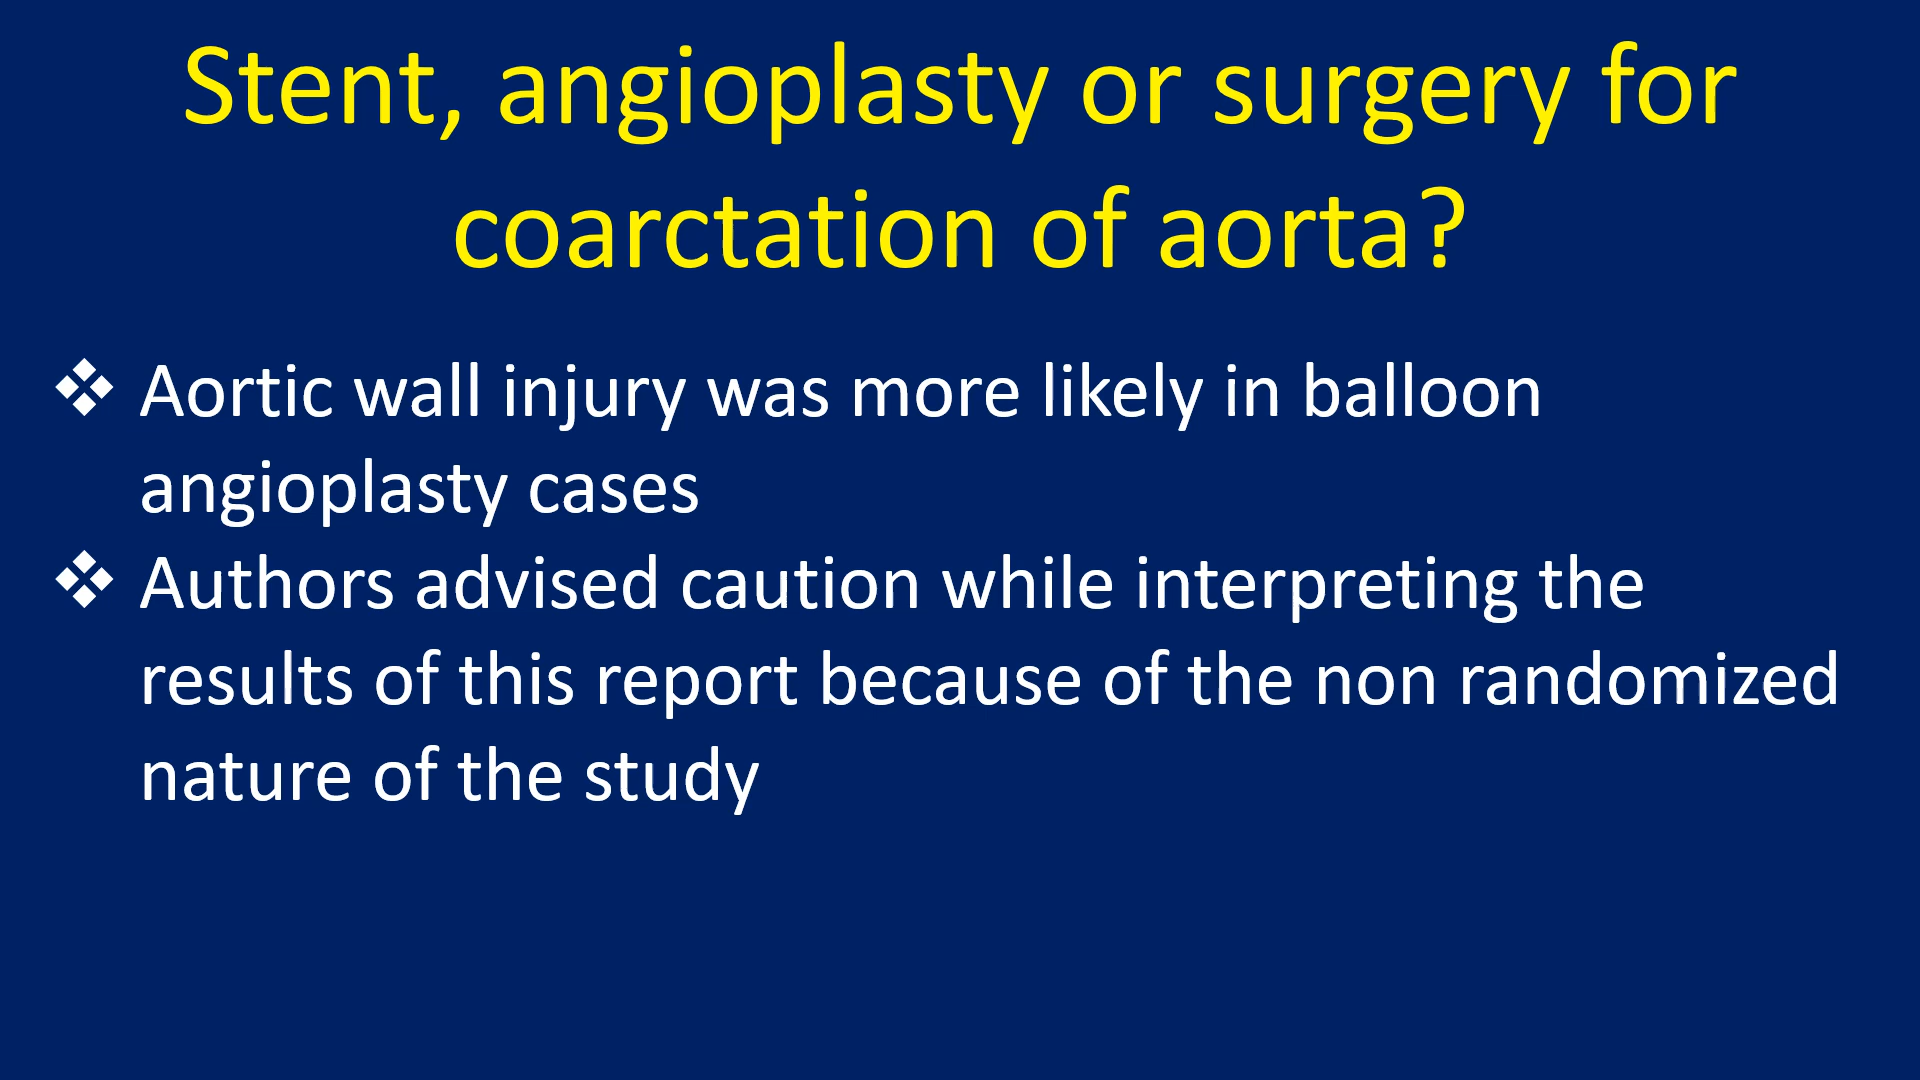 Stent, angioplasty or surgery for
coarctation of aorta?
❖ Aortic wall injury was more likely in balloon
angioplasty cases
❖ Authors advised caution while interpreting the
results of this report because of the non randomized
nature of the study